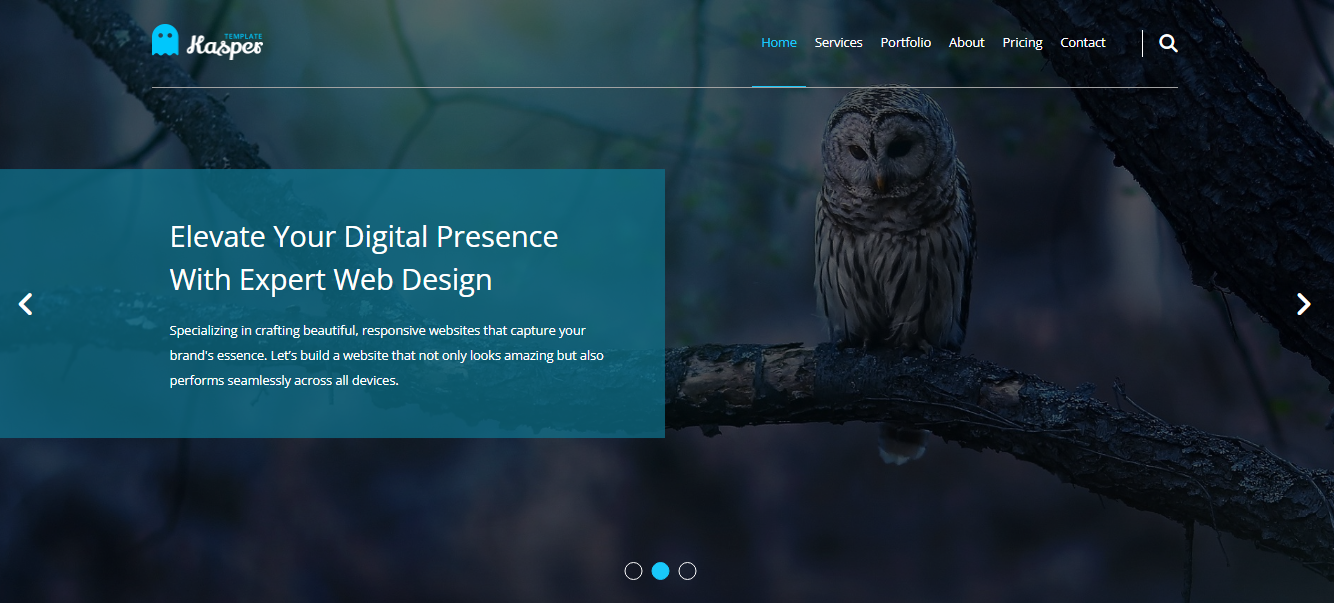 TEMPLATE
Kasper
Home Services Portfolio About Pricing Contact
Elevate Your Digital Presence
With Expert Web Design
Specializing in crafting beautiful, responsive websites that capture your
brand's essence. Let’s build a website that not only looks amazing but also
performs seamlessly across all devices.